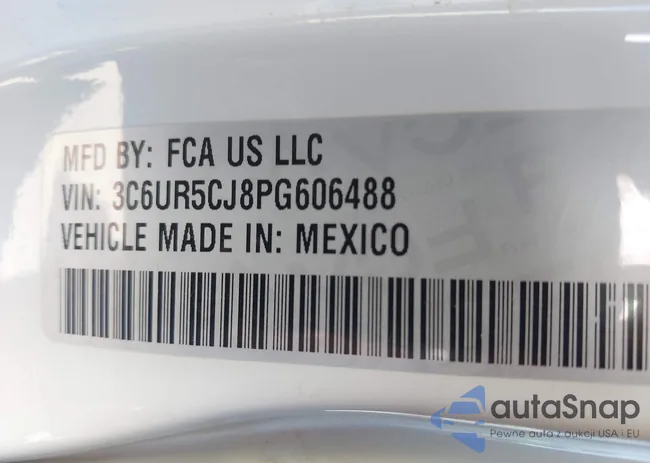 MFD BY: FCA US LLC
VIN: 3C6UR5CJ8PG606488
VEHICLE MADE IN: MEXICO
autaSnap
Pewne auta z aukcji USA i EU